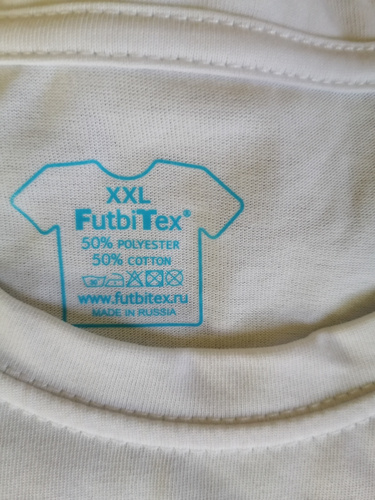 XXL
FutbiTex®
50% POLYESTER
50% COTTON
www.futbitex.ru
MADE IN RUSSIA